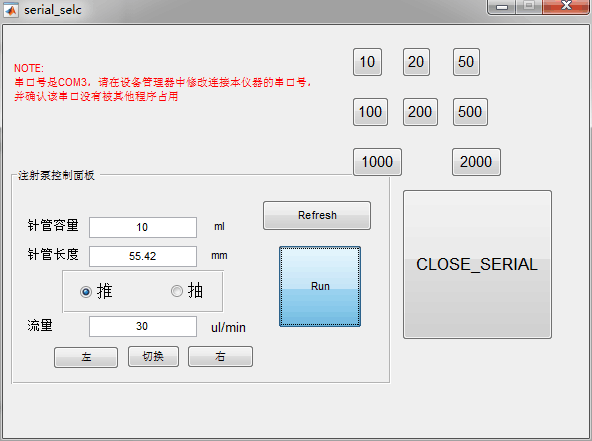 serial_selc
NOTE:
串口号是COM3，请在设备管理器中修改连接本仪器的串口号，
并确认该串口没有被其他程序占用
10 20 50
100 200 500
1000 2000
注射泵控制面板
针管容量 10 ml
Refresh
针管长度 55.42 mm
推 抽
Run
CLOSE_SERIAL
流量 30 ul/min
左 切换 右